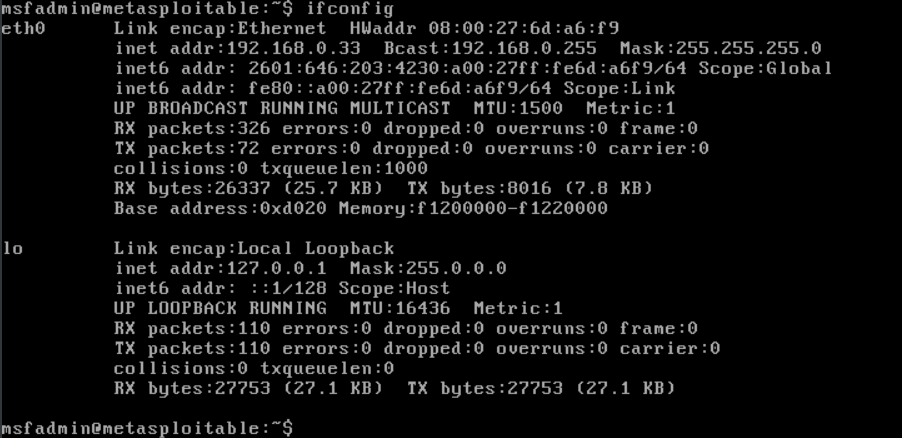 msfadmin@metasploitable:~$ ifconfig
eth0      Link encap:Ethernet  HWaddr 08:00:27:6d:a6:f9
          inet addr:192.168.0.33  Bcast:192.168.0.255  Mask:255.255.255.0
          inet6 addr: 2601:646:203:4230:a00:27ff:fe6d:a6f9/64 Scope:Global
          inet6 addr: fe80::a00:27ff:fe6d:a6f9/64 Scope:Link
          UP BROADCAST RUNNING MULTICAST  MTU:1500  Metric:1
          RX packets:326 errors:0 dropped:0 overruns:0 frame:0
          TX packets:72 errors:0 dropped:0 overruns:0 carrier:0
          collisions:0 txqueuelen:1000
          RX bytes:26337 (25.7 KB)  TX bytes:8016 (7.8 KB)
          Base address:0xd020 Memory:f1200000-f1220000

lo        Link encap:Local Loopback
          inet addr:127.0.0.1  Mask:255.0.0.0
          inet6 addr: ::1/128 Scope:Host
          UP LOOPBACK RUNNING  MTU:16436  Metric:1
          RX packets:110 errors:0 dropped:0 overruns:0 frame:0
          TX packets:110 errors:0 dropped:0 overruns:0 carrier:0
          collisions:0 txqueuelen:0
          RX bytes:27753 (27.1 KB)  TX bytes:27753 (27.1 KB)

msfadmin@metasploitable:~$